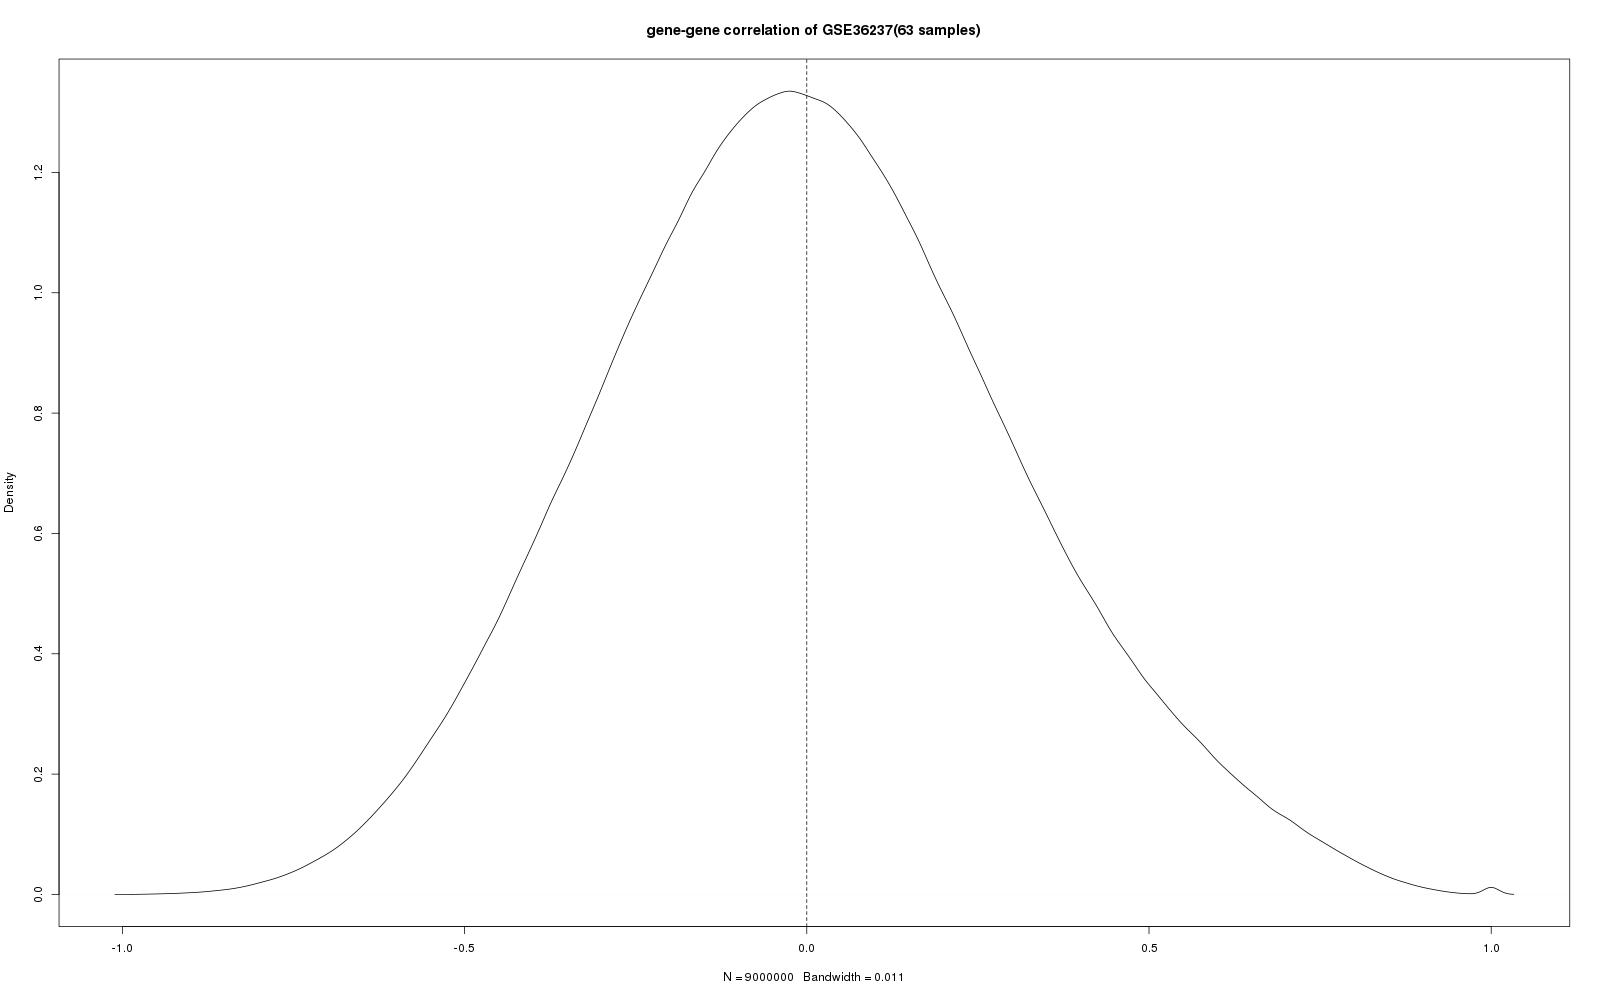 gene-gene correlation of GSE36237(63 samples)
Density
1.2
1.0
0.8
0.6
0.4
0.2
0.0
-1.0 -0.5 0.0 0.5 1.0
N = 9000000 Bandwidth = 0.011